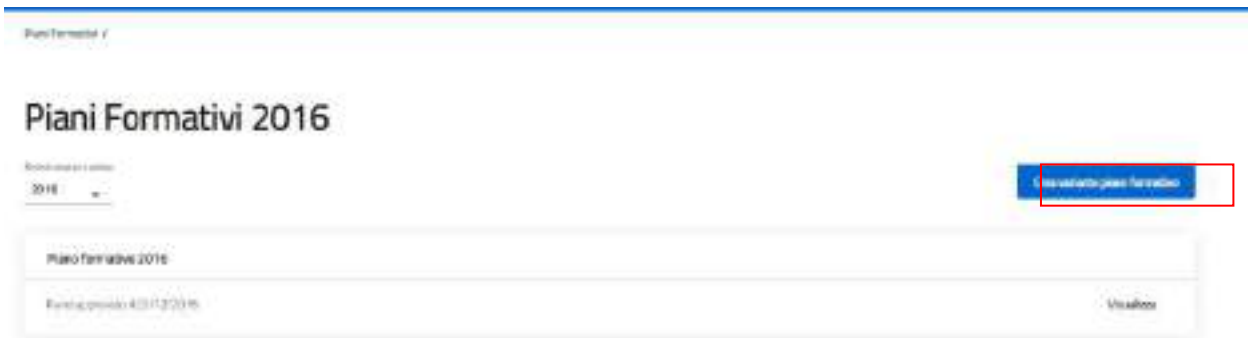 Piani Formativi /
Piani Formativi 2016
2016
Crea variante piano formativo
Piano formativo 2016
Visualizza